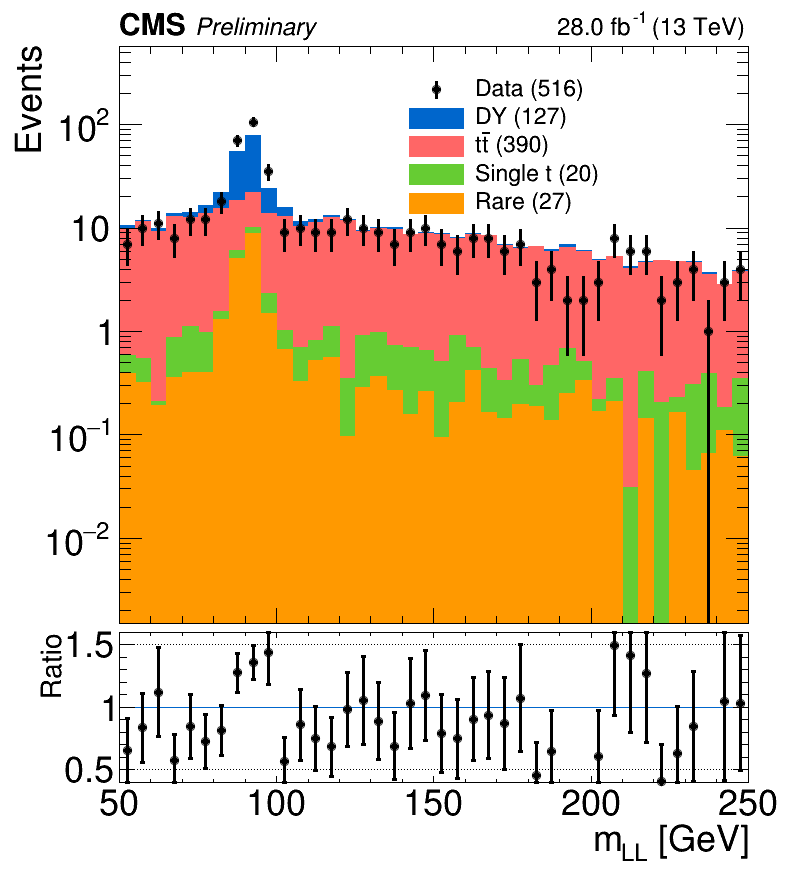 CMS Preliminary 28.0 fb⁻¹ (13 TeV)
Events
Data (516)
DY (127)
tt̄ (390)
Single t (20)
Rare (27)
10²
10
1
10⁻¹
10⁻²
Ratio
1.5
1
0.5
50 100 150 200 250
m_LL [GeV]